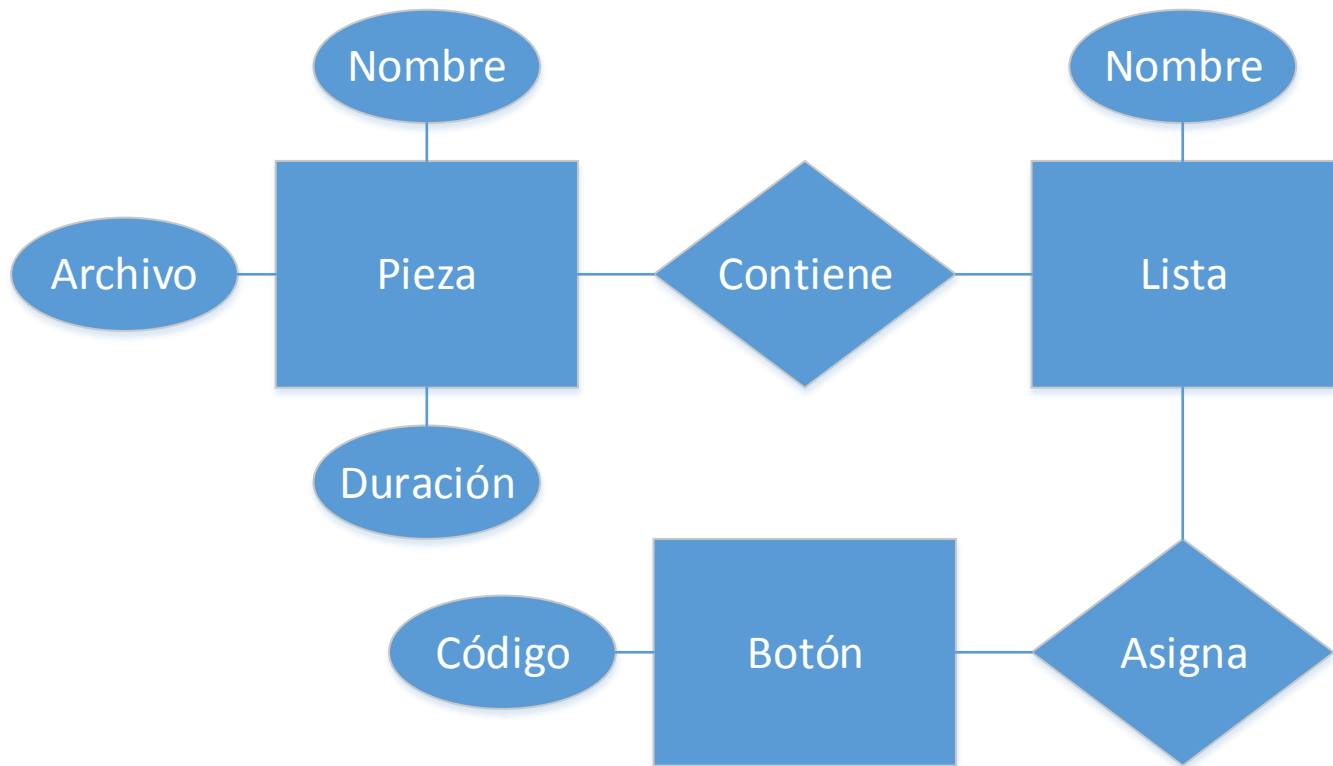 Nombre
Nombre
Archivo
Pieza
Contiene
Lista
Duración
Código
Botón
Asigna